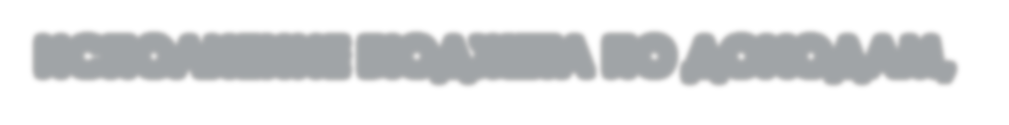 ИСПОЛНЕНИЕ БЮДЖЕТА ПО ДОХОДАМ,